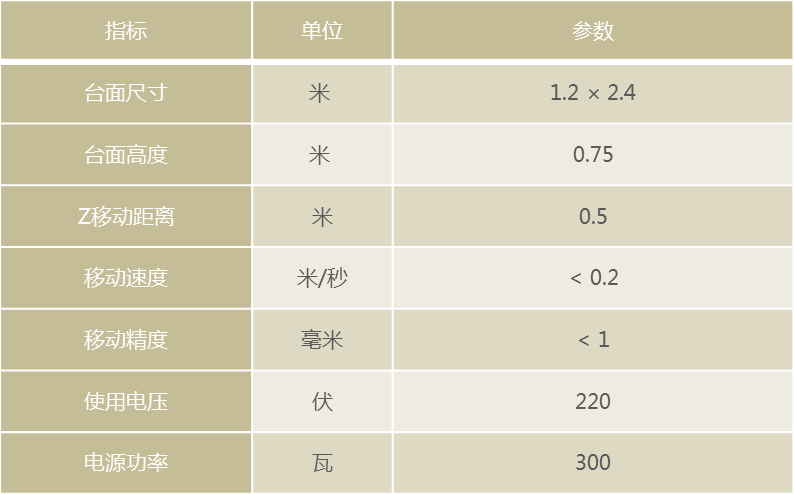 指标 单位 参数
台面尺寸 米 1.2 × 2.4
台面高度 米 0.75
Z移动距离 米 0.5
移动速度 米/秒 < 0.2
移动精度 毫米 < 1
使用电压 伏 220
电源功率 瓦 300